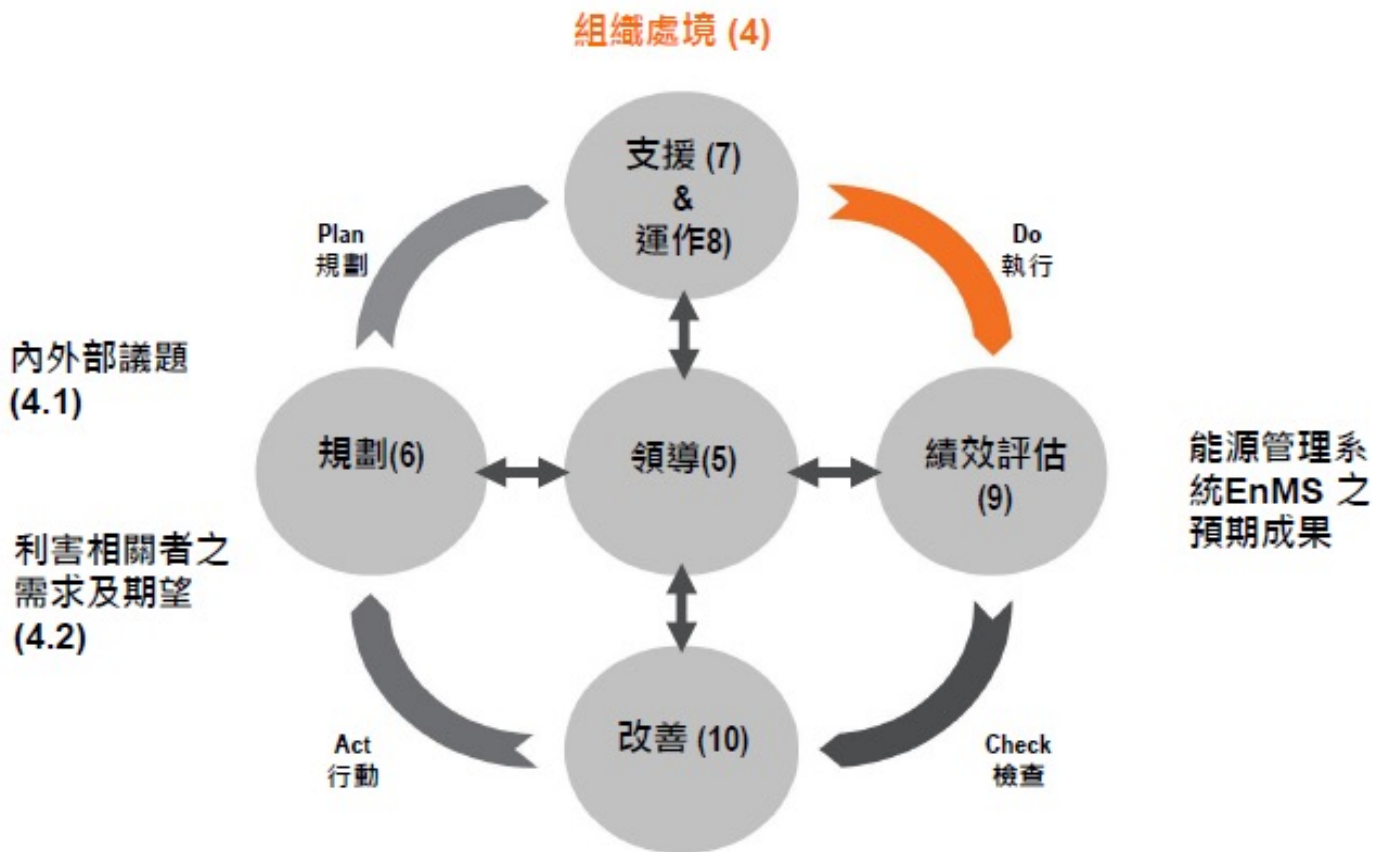 組織處境 (4)
支援 (7)
&
運作8)
Plan
規劃
Do
執行
內外部議題
(4.1)
規劃(6)
領導(5)
績效評估
(9)
能源管理系
統EnMS 之
預期成果
利害相關者之
需求及期望
(4.2)
改善 (10)
Act
行動
Check
檢查